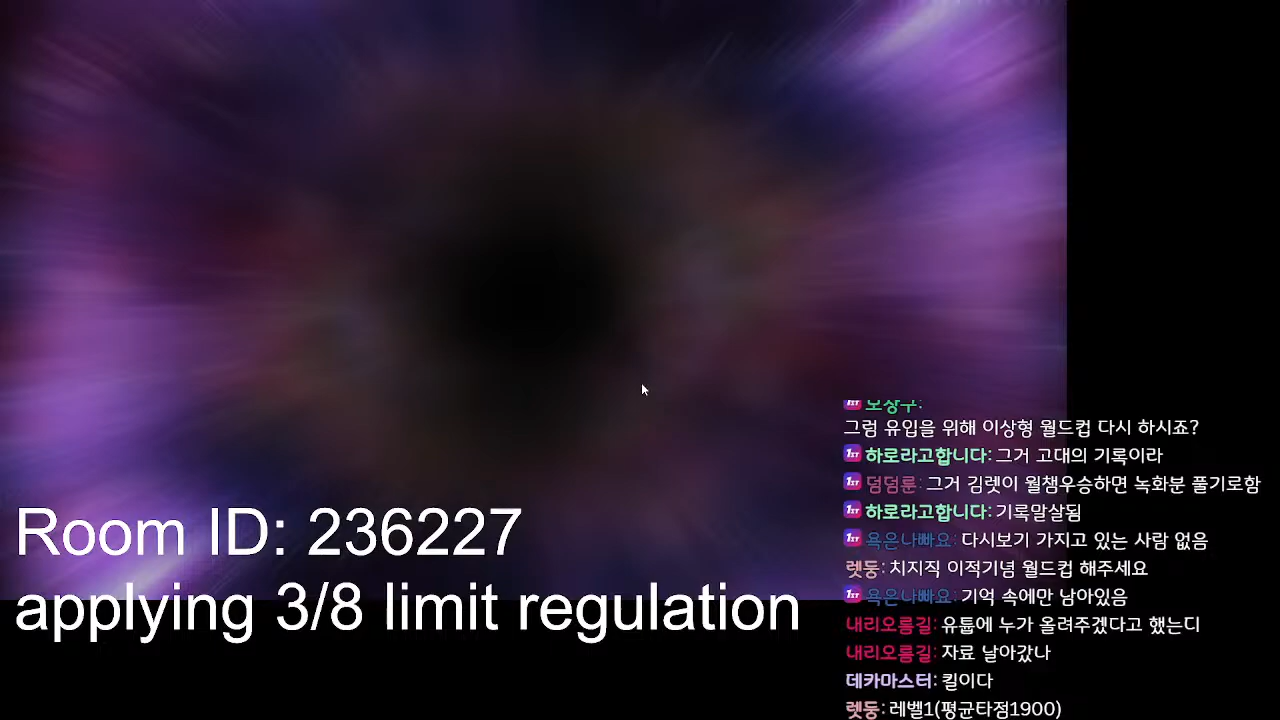 Room ID: 236227
applying 3/8 limit regulation
그럼 유입을 위해 이상형 월드컵 다시 하시죠?
하로라고합니다: 그거 고대의 기록이라
덤덤룬: 그거 김렛이 월챔우승하면 녹화분 풀기로함
하로라고합니다: 기록말살됨
욕은나빠요: 다시보기 가지고 있는 사람 없음
렛둥: 치지직 이적기념 월드컵 해주세요
욕은나빠요: 기억 속에만 남아있음
내리오름길: 유튭에 누가 올려주겠다고 했는디
내리오름길: 자료 날아갔나
데카마스터: 킬이다
렛둥: 레벨1(평균타점1900)